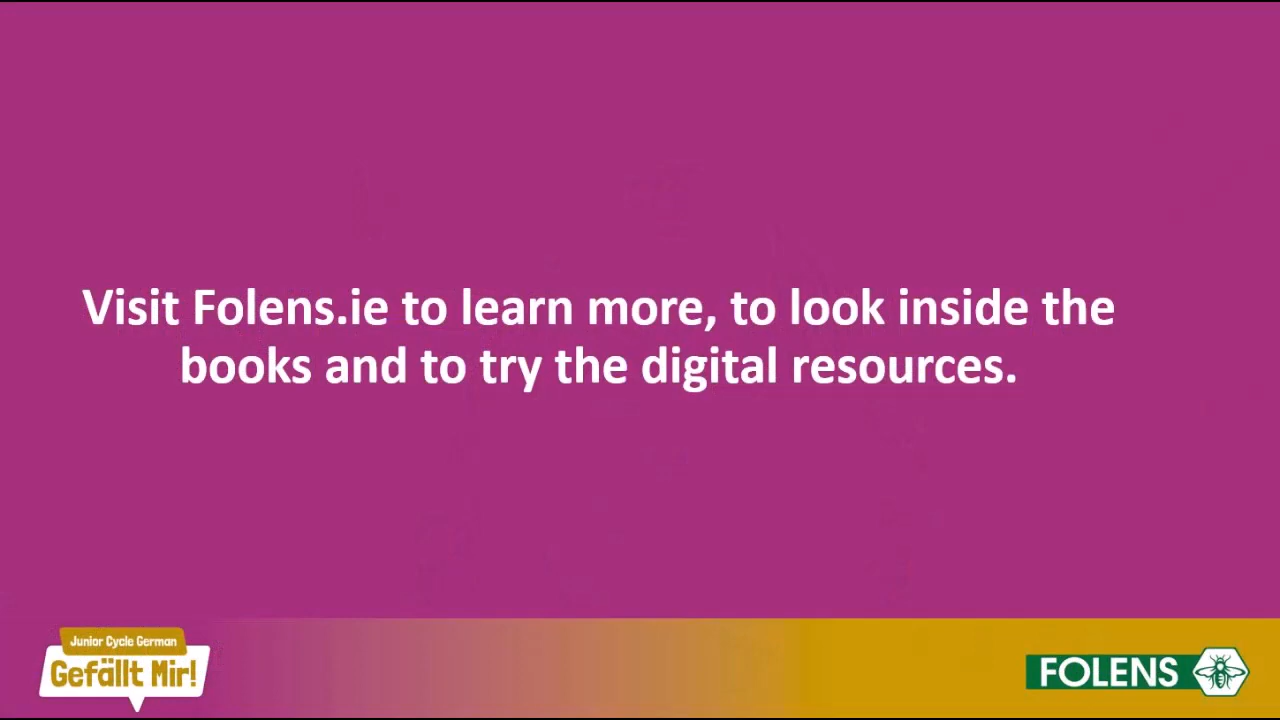 Visit Folens.ie to learn more, to look inside the
books and to try the digital resources.
Junior Cycle German
Gefällt Mir!
FOLENS